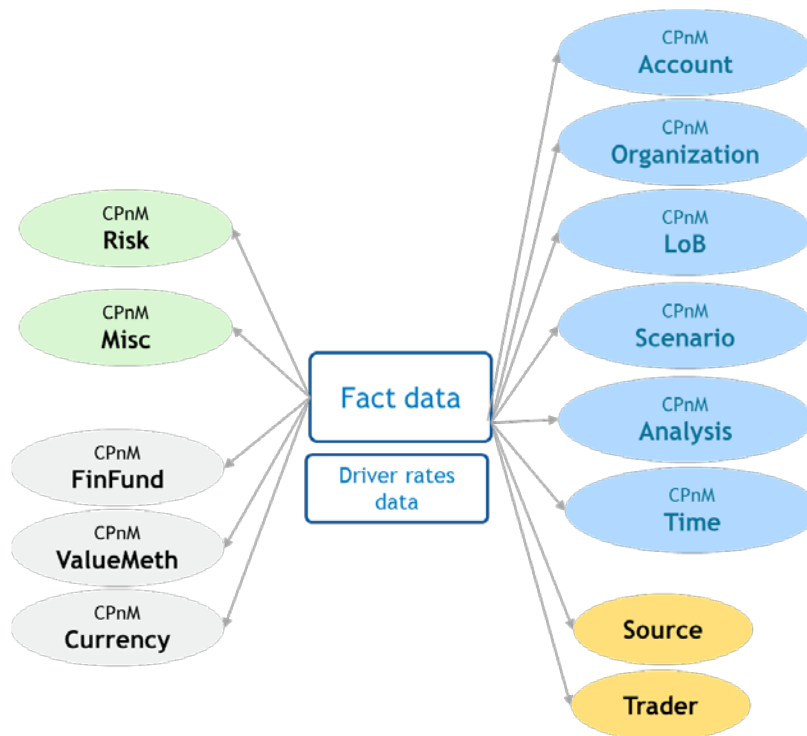 CPnM
Risk
CPnM
Misc
CPnM
FinFund
CPnM
ValueMeth
CPnM
Currency
Fact data
Driver rates
data
CPnM
Account
CPnM
Organization
CPnM
LoB
CPnM
Scenario
CPnM
Analysis
CPnM
Time
Source
Trader